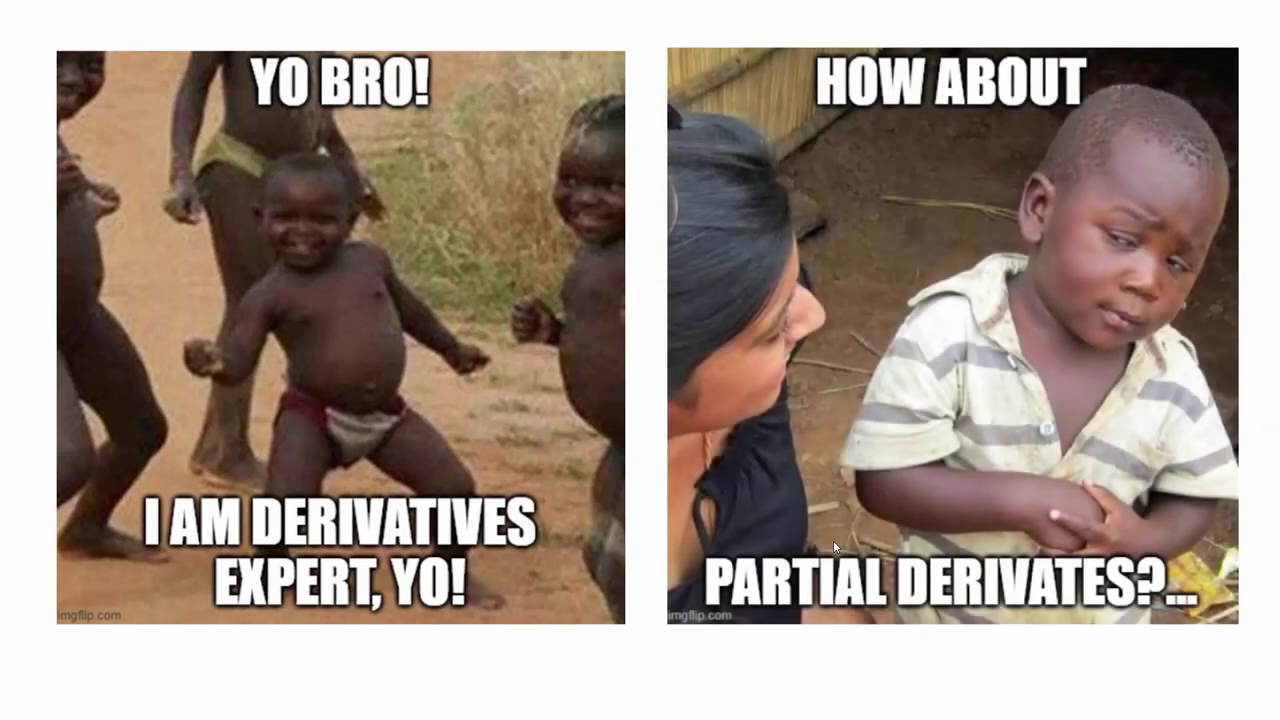 YO BRO!
I AM DERIVATIVES
EXPERT, YO!
imgflip.com
HOW ABOUT
PARTIAL DERIVATES?...
imgflip.com